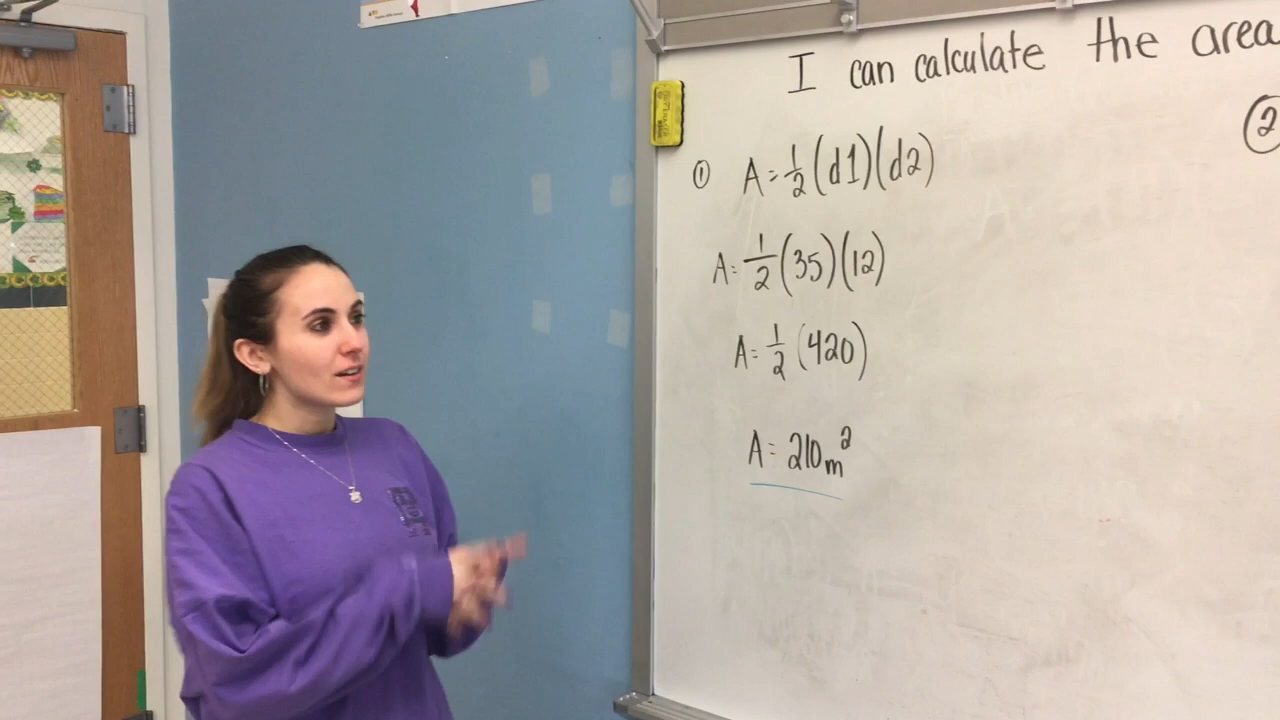 I can calculate the area
① A = 1/2 (d1)(d2)
②
A = 1/2 (35)(12)
A = 1/2 (420)
A = 210 m²